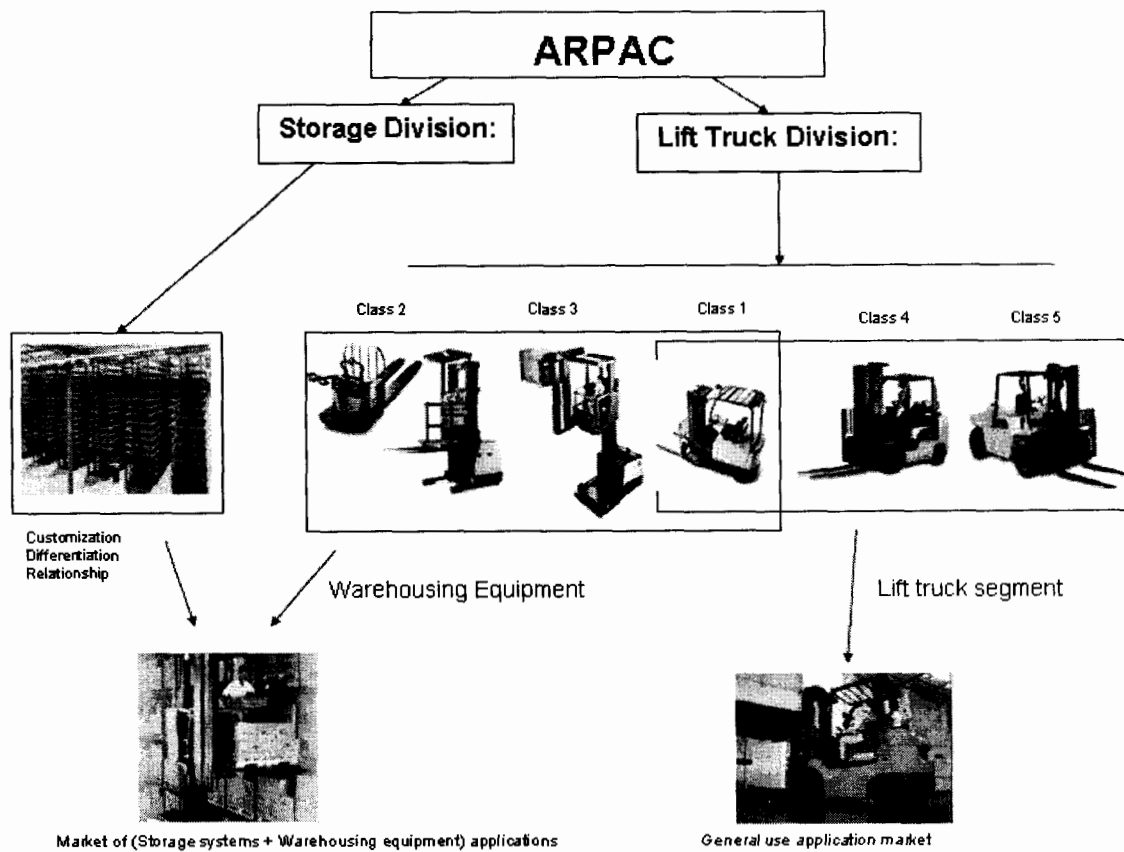 ARPAC
Storage Division:
Lift Truck Division:
Class 2
Class 3
Class 1
Class 4
Class 5
Customization
Differentiation
Relationship
Warehousing Equipment
Lift truck segment
Market of (Storage systems + Warehousing equipment) applications
General use application market